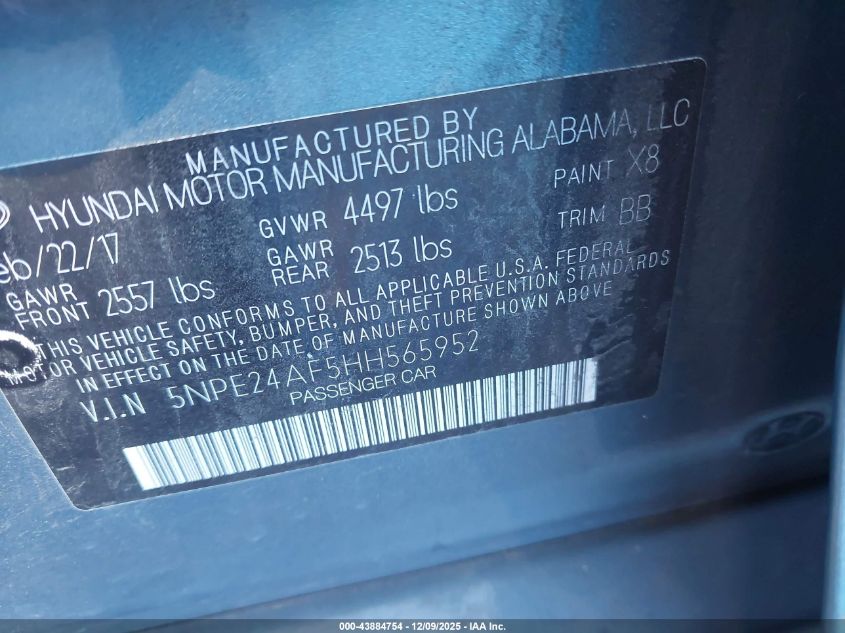 MANUFACTURED BY
HYUNDAI MOTOR MANUFACTURING ALABAMA, LLC
eb/22/17 GVWR 4497 lbs PAINT X8
GAWR FRONT 2557 lbs GAWR REAR 2513 lbs TRIM BB
THIS VEHICLE CONFORMS TO ALL APPLICABLE U.S.A. FEDERAL
MOTOR VEHICLE SAFETY, BUMPER, AND THEFT PREVENTION STANDARDS
IN EFFECT ON THE DATE OF MANUFACTURE SHOWN ABOVE
V.I.N 5NPE24AF5HH565952
PASSENGER CAR
000-43884754 - 12/09/2025 - IAA Inc.